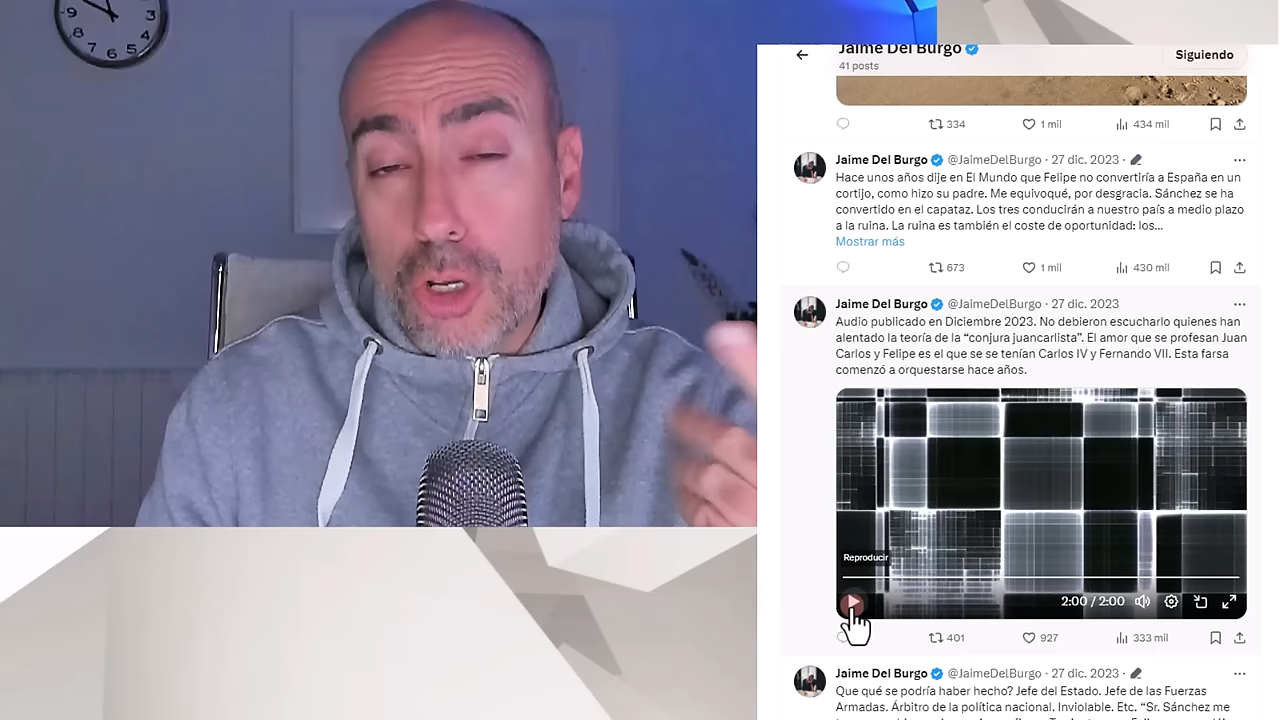 9
3
4
5
6
7
8
Jaime Del Burgo
41 posts
Siguiendo
334
1 mil
434 mil
Jaime Del Burgo @JaimeDelBurgo · 27 dic. 2023
Hace unos años dije en El Mundo que Felipe no convertiría a España en un
cortijo, como hizo su padre. Me equivoqué, por desgracia. Sánchez se ha
convertido en el capataz. Los tres conducirán a nuestro país a medio plazo
a la ruina. La ruina es también el coste de oportunidad: los...
Mostrar más
673
1 mil
430 mil
Jaime Del Burgo @JaimeDelBurgo · 27 dic. 2023
Audio publicado en Diciembre 2023. No debieron escucharlo quienes han
alentado la teoría de la “conjura juancarlista”. El amor que se profesan Juan
Carlos y Felipe es el que se se tenían Carlos IV y Fernando VII. Esta farsa
comenzó a orquestarse hace años.
Reproducir
2:00 / 2:00
401
927
333 mil
Jaime Del Burgo @JaimeDelBurgo · 27 dic. 2023
Que qué se podría haber hecho? Jefe del Estado. Jefe de las Fuerzas
Armadas. Árbitro de la política nacional. Inviolable. Etc. “Sr. Sánchez me